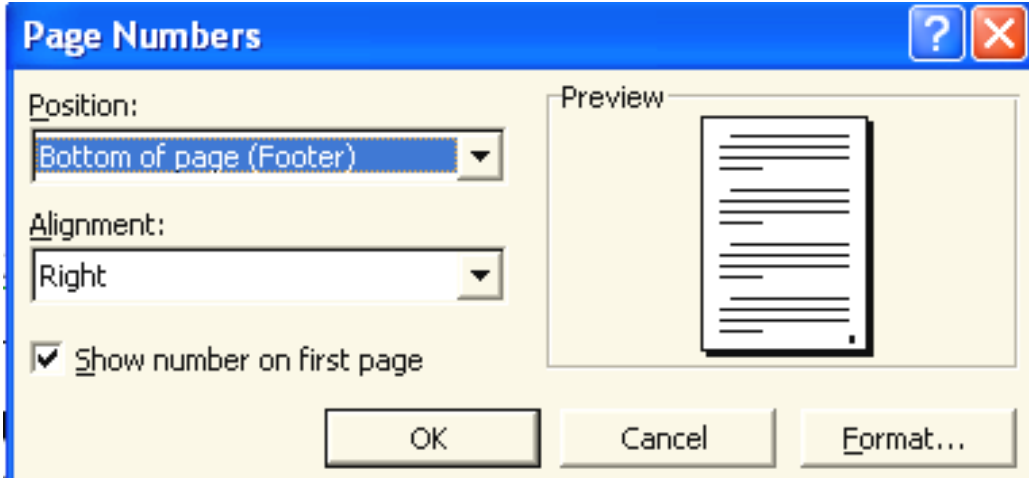 Page Numbers
Position:
Bottom of page (Footer)
Alignment:
Right
Show number on first page
Preview
OK
Cancel
Format...